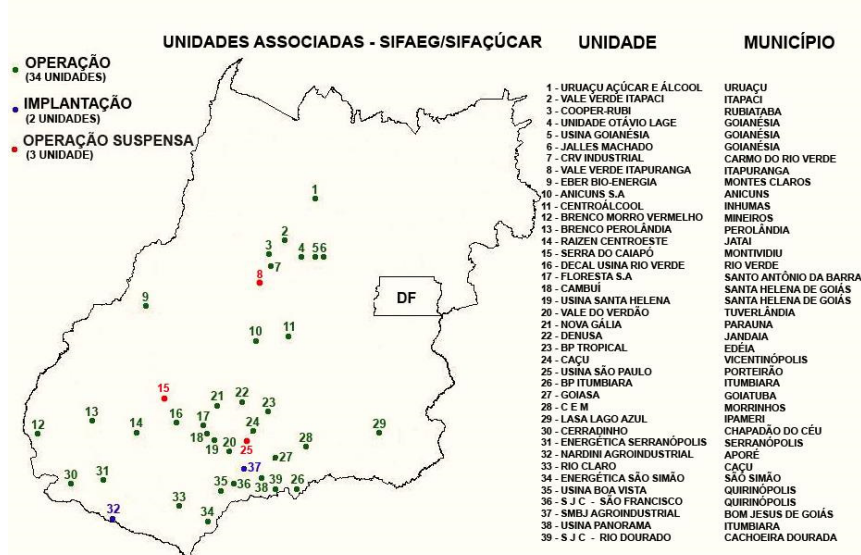 UNIDADES ASSOCIADAS - SIFAEG/SIFAÇÚCAR
OPERAÇÃO
(34 UNIDADES)
IMPLANTAÇÃO
(2 UNIDADES)
OPERAÇÃO SUSPENSA
(3 UNIDADE)
1
2
3
4
5 6
7
8
9
DF
10
11
15
21
22
23
13
12
14
16
17
18
19
20
24
25
28
29
27
37
30
31
35
36
38
39
26
33
32
34
UNIDADE MUNICÍPIO
1 - URUAÇU AÇÚCAR E ÁLCOOL URUAÇU
2 - VALE VERDE ITAPACI ITAPACI
3 - COOPER-RUBI RUBIATABA
4 - UNIDADE OTÁVIO LAGE GOIANÉSIA
5 - USINA GOIANÉSIA GOIANÉSIA
6 - JALLES MACHADO GOIANÉSIA
7 - CRV INDUSTRIAL CARMO DO RIO VERDE
8 - VALE VERDE ITAPURANGA ITAPURANGA
9 - EBER BIO-ENERGIA MONTES CLAROS
10 - ANICUNS S.A ANICUNS
11 - CENTROÁLCOOL INHUMAS
12 - BRENCO MORRO VERMELHO MINEIROS
13 - BRENCO PEROLÂNDIA PEROLÂNDIA
14 - RAIZEN CENTROESTE JATAI
15 - SERRA DO CAIAPÓ MONTIVIDIU
16 - DECAL USINA RIO VERDE RIO VERDE
17 - FLORESTA S.A SANTO ANTÔNIO DA BARRA
18 - CAMBUÍ SANTA HELENA DE GOIÁS
19 - USINA SANTA HELENA SANTA HELENA DE GOIÁS
20 - VALE DO VERDÃO TUVERLÂNDIA
21 - NOVA GÁLIA PARAUNA
22 - DENUSA JANDAIA
23 - BP TROPICAL EDÉIA
24 - CAÇU VICENTINÓPOLIS
25 - USINA SÃO PAULO PORTEIRÃO
26 - BP ITUMBIARA ITUMBIARA
27 - GOIASA GOIATUBA
28 - C E M MORRINHOS
29 - LASA LAGO AZUL IPAMERI
30 - CERRADINHO CHAPADÃO DO CÉU
31 - ENERGÉTICA SERRANÓPOLIS SERRANÓPOLIS
32 - NARDINI AGROINDUSTRIAL APORÉ
33 - RIO CLARO CAÇU
34 - ENERGÉTICA SÃO SIMÃO SÃO SIMÃO
35 - USINA BOA VISTA QUIRINÓPOLIS
36 - S J C - SÃO FRANCISCO QUIRINÓPOLIS
37 - SMBJ AGROINDUSTRIAL BOM JESUS DE GOIÁS
38 - USINA PANORAMA ITUMBIARA
39 - S J C - RIO DOURADO CACHOEIRA DOURADA